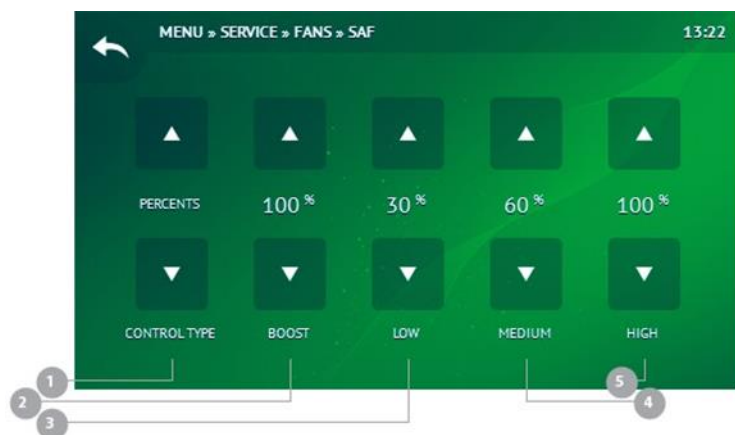 MENU » SERVICE » FANS » SAF 13:22
PERCENTS 100 % 30 % 60 % 100 %
CONTROL TYPE BOOST LOW MEDIUM HIGH
1 5
2 4
3